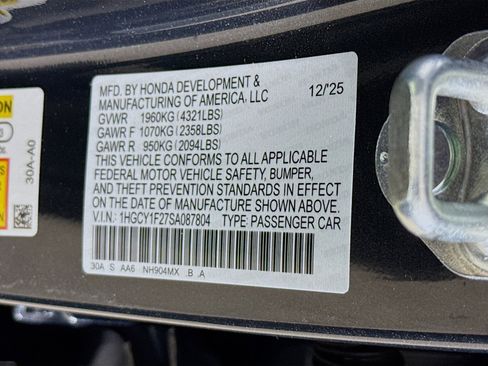 MFD. BY HONDA DEVELOPMENT &
MANUFACTURING OF AMERICA, LLC 12/'25
GVWR 1960KG (4321LBS)
GAWR F 1070KG (2358LBS)
GAWR R 950KG (2094LBS)
THIS VEHICLE CONFORMS TO ALL APPLICABLE
FEDERAL MOTOR VEHICLE SAFETY, BUMPER,
AND THEFT PREVENTION STANDARDS IN EFFECT
ON THE DATE OF MANUFACTURE SHOWN ABOVE.
V.I.N.: 1HGCY1F27SA087804 TYPE: PASSENGER CAR
30A S AA6 NH904MX B A
30A-A0